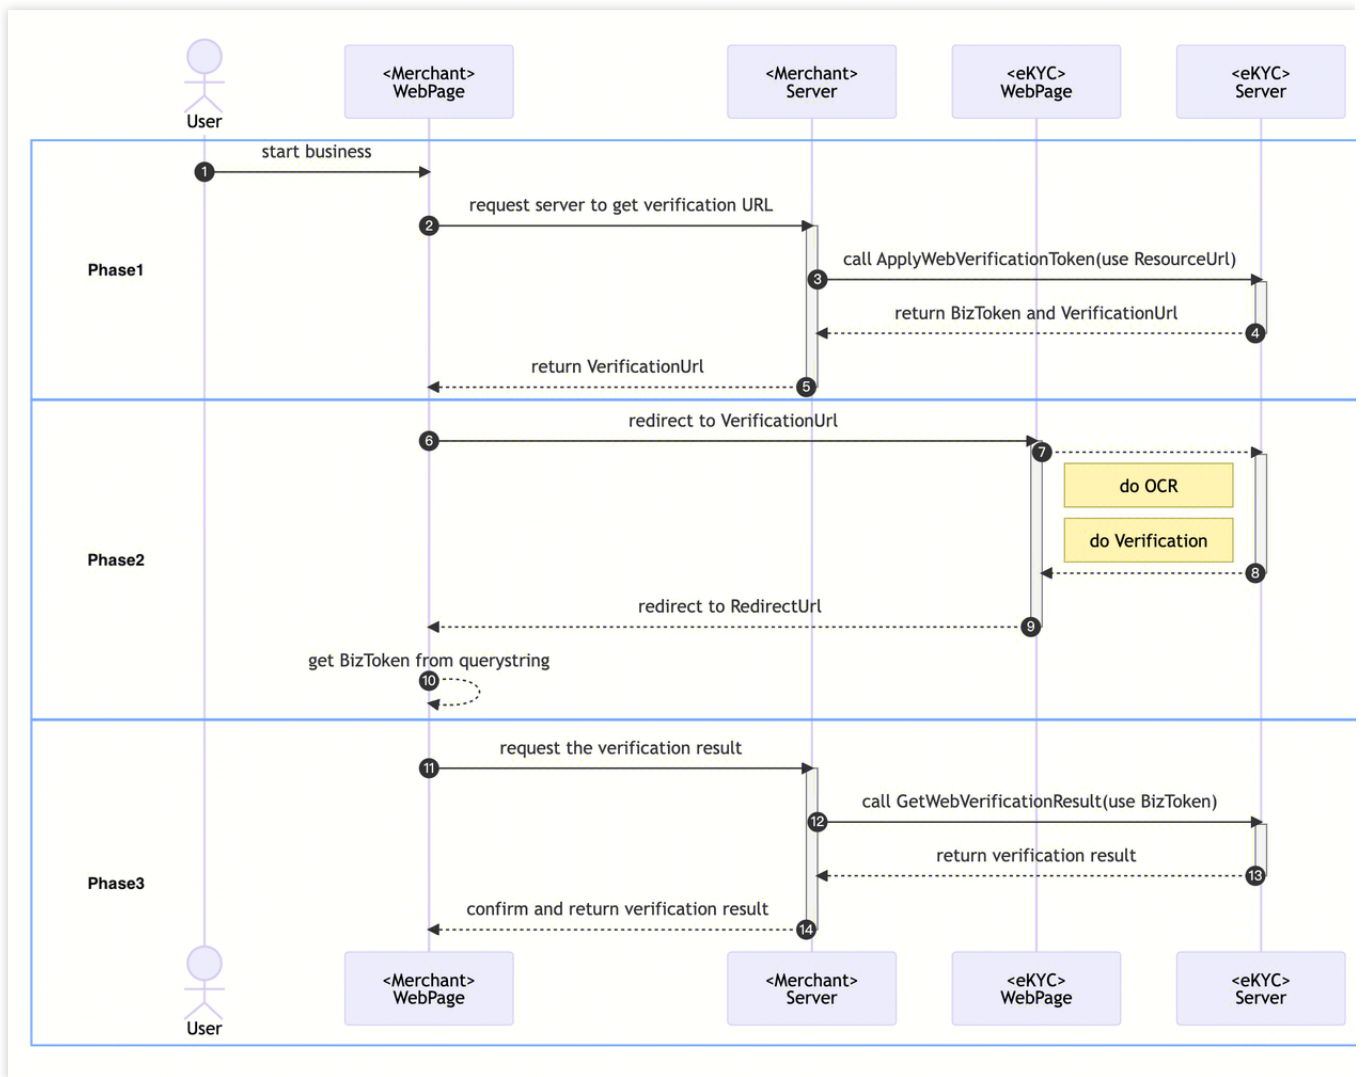 <Merchant>
WebPage
<Merchant>
Server
<eKYC>
WebPage
<eKYC>
Server
User
start business
1
request server to get verification URL
2
Phase1
call ApplyWebVerificationToken(use ResourceUrl)
3
return BizToken and VerificationUrl
4
return VerificationUrl
5
redirect to VerificationUrl
6
7
do OCR
do Verification
Phase2
8
redirect to RedirectUrl
9
get BizToken from querystring
10
request the verification result
11
call GetWebVerificationResult(use BizToken)
12
return verification result
13
Phase3
confirm and return verification result
14
<Merchant>
WebPage
<Merchant>
Server
<eKYC>
WebPage
<eKYC>
Server
User